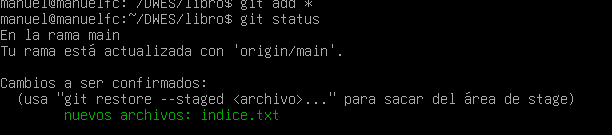 manuel@manuelfc:~/DWES/libro$ git add *
manuel@manuelfc:~/DWES/libro$ git status
En la rama main
Tu rama está actualizada con 'origin/main'.
Cambios a ser confirmados:
(usa "git restore --staged <archivo>..." para sacar del área de stage)
nuevos archivos: indice.txt